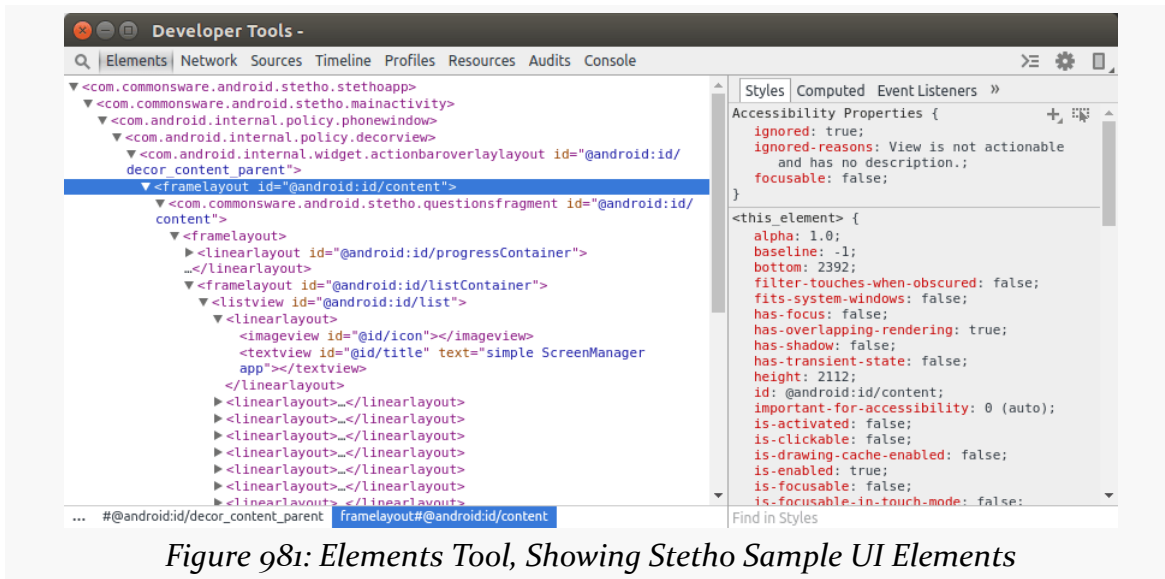 Developer Tools -
Elements Network Sources Timeline Profiles Resources Audits Console
<com.commonsware.android.stetho.stethoapp>
<com.commonsware.android.stetho.mainactivity>
<com.android.internal.policy.phonewindow>
<com.android.internal.policy.decorview>
<com.android.internal.widget.actionbaroverlaylayout id="@android:id/
decor_content_parent">
<framelayout id="@android:id/content">
<com.commonsware.android.stetho.questionsfragment id="@android:id/
content">
<framelayout>
<linearlayout id="@android:id/progressContainer">
…</linearlayout>
<framelayout id="@android:id/listContainer">
<listview id="@android:id/list">
<linearlayout>
<imageview id="@id/icon"></imageview>
<textview id="@id/title" text="simple ScreenManager
app"></textview>
</linearlayout>
<linearlayout>…</linearlayout>
<linearlayout>…</linearlayout>
<linearlayout>…</linearlayout>
<linearlayout>…</linearlayout>
<linearlayout>…</linearlayout>
<linearlayout>…</linearlayout>
<linearlayout>…</linearlayout>
... #@android:id/decor_content_parent framelayout#@android:id/content
Styles Computed Event Listeners »
Accessibility Properties {
ignored: true;
ignored-reasons: View is not actionable
and has no description.;
focusable: false;
}
<this_element> {
alpha: 1.0;
baseline: -1;
bottom: 2392;
filter-touches-when-obscured: false;
fits-system-windows: false;
has-focus: false;
has-overlapping-rendering: true;
has-shadow: false;
has-transient-state: false;
height: 2112;
id: @android:id/content;
important-for-accessibility: 0 (auto);
is-activated: false;
is-clickable: false;
is-drawing-cache-enabled: false;
is-enabled: true;
is-focusable: false;
is-focusable-in-touch-mode: false;
Find in Styles
Figure 981: Elements Tool, Showing Stetho Sample UI Elements